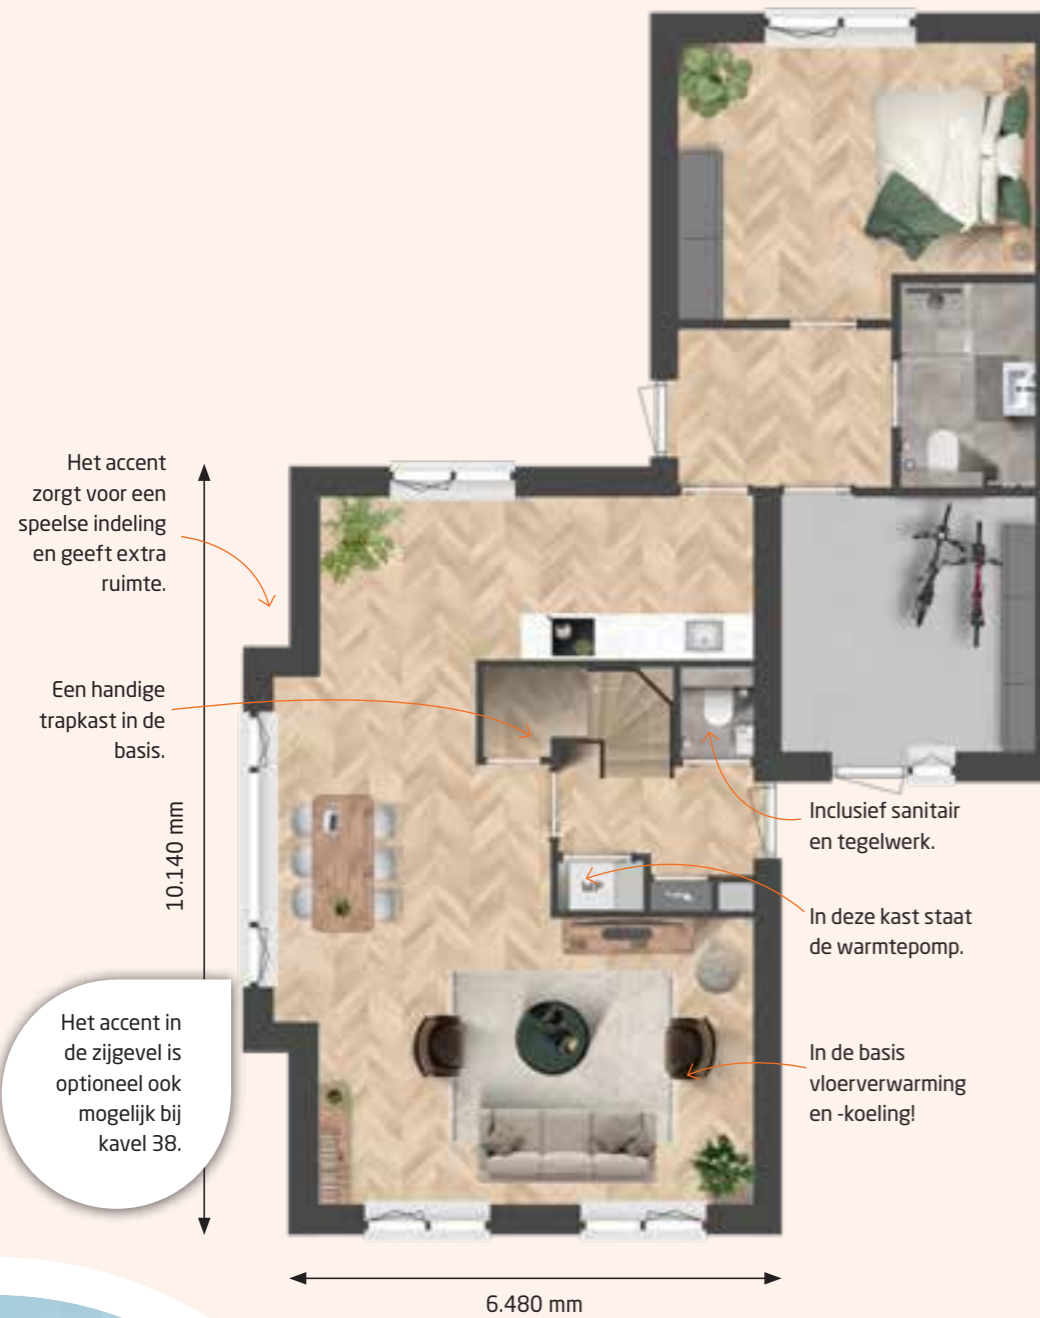 Het accent
zorgt voor een
speelse indeling
en geeft extra
ruimte.
Een handige
trapkast in de
basis.
10.140 mm
Inclusief sanitair
en tegelwerk.
In deze kast staat
de warmtepomp.
Het accent in
de zijgevel is
optioneel ook
mogelijk bij
kavel 38.
In de basis
vloerverwarming
en -koeling!
6.480 mm